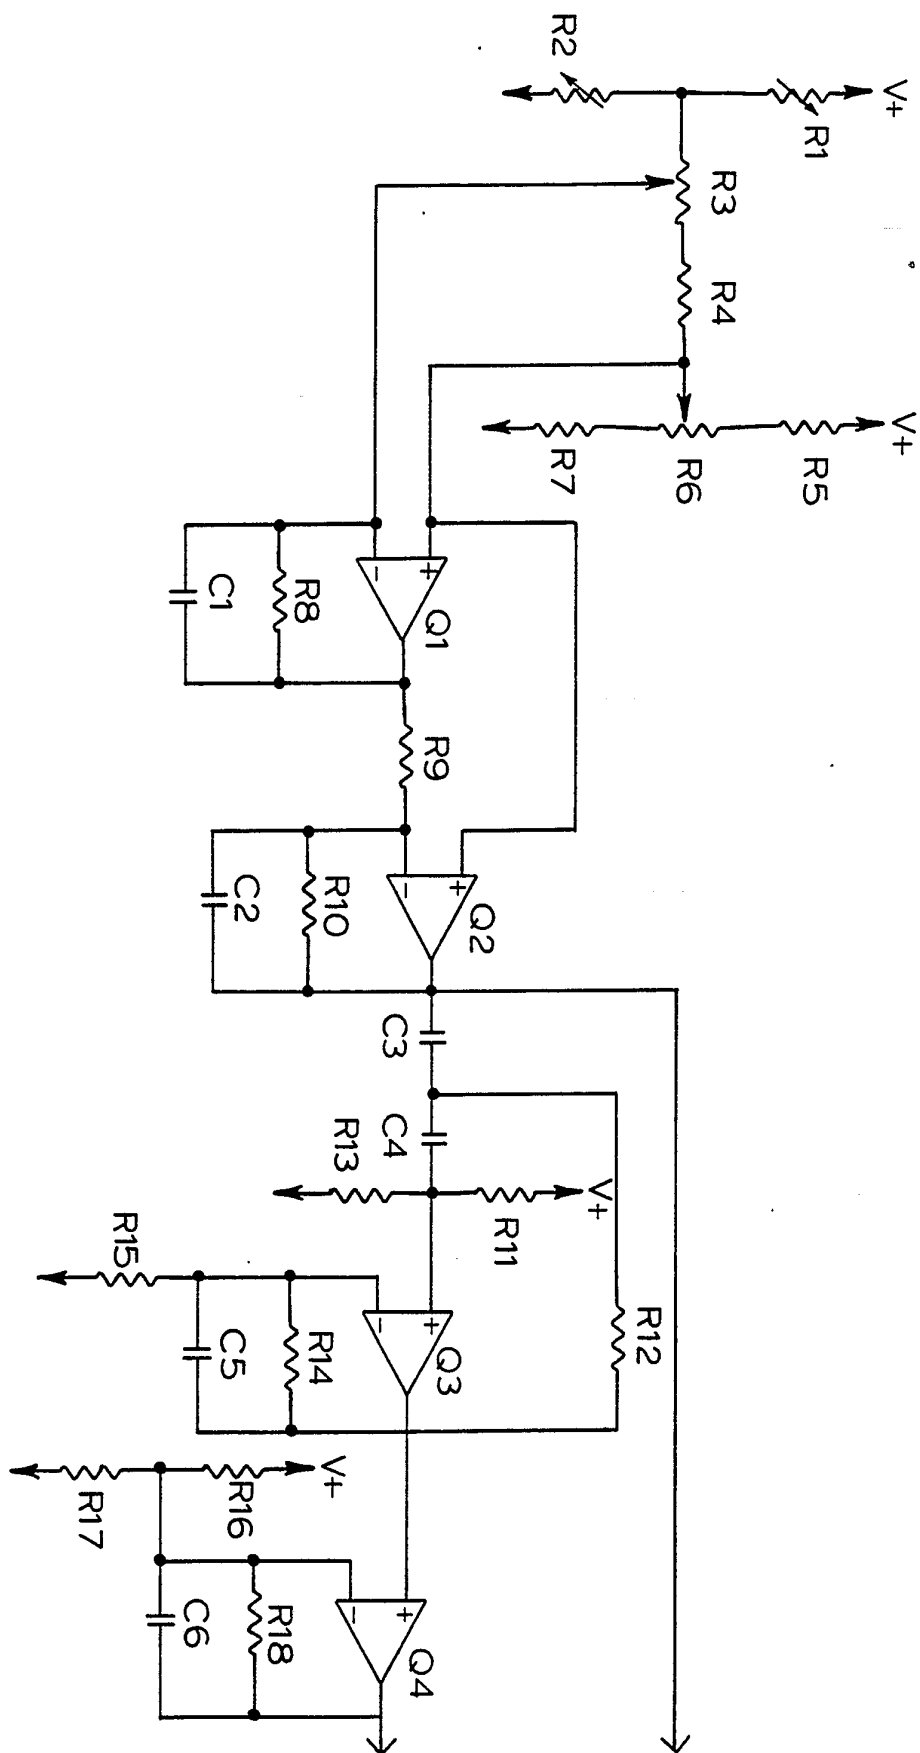 V+
R1
R2
R3
R4
V+
R5
R6
R7
+
-
Q1
R8
C1
R9
+
-
Q2
R10
C2
C3
C4
V+
R11
R13
R12
+
-
Q3
R14
C5
R15
V+
R16
R17
+
-
Q4
R18
C6